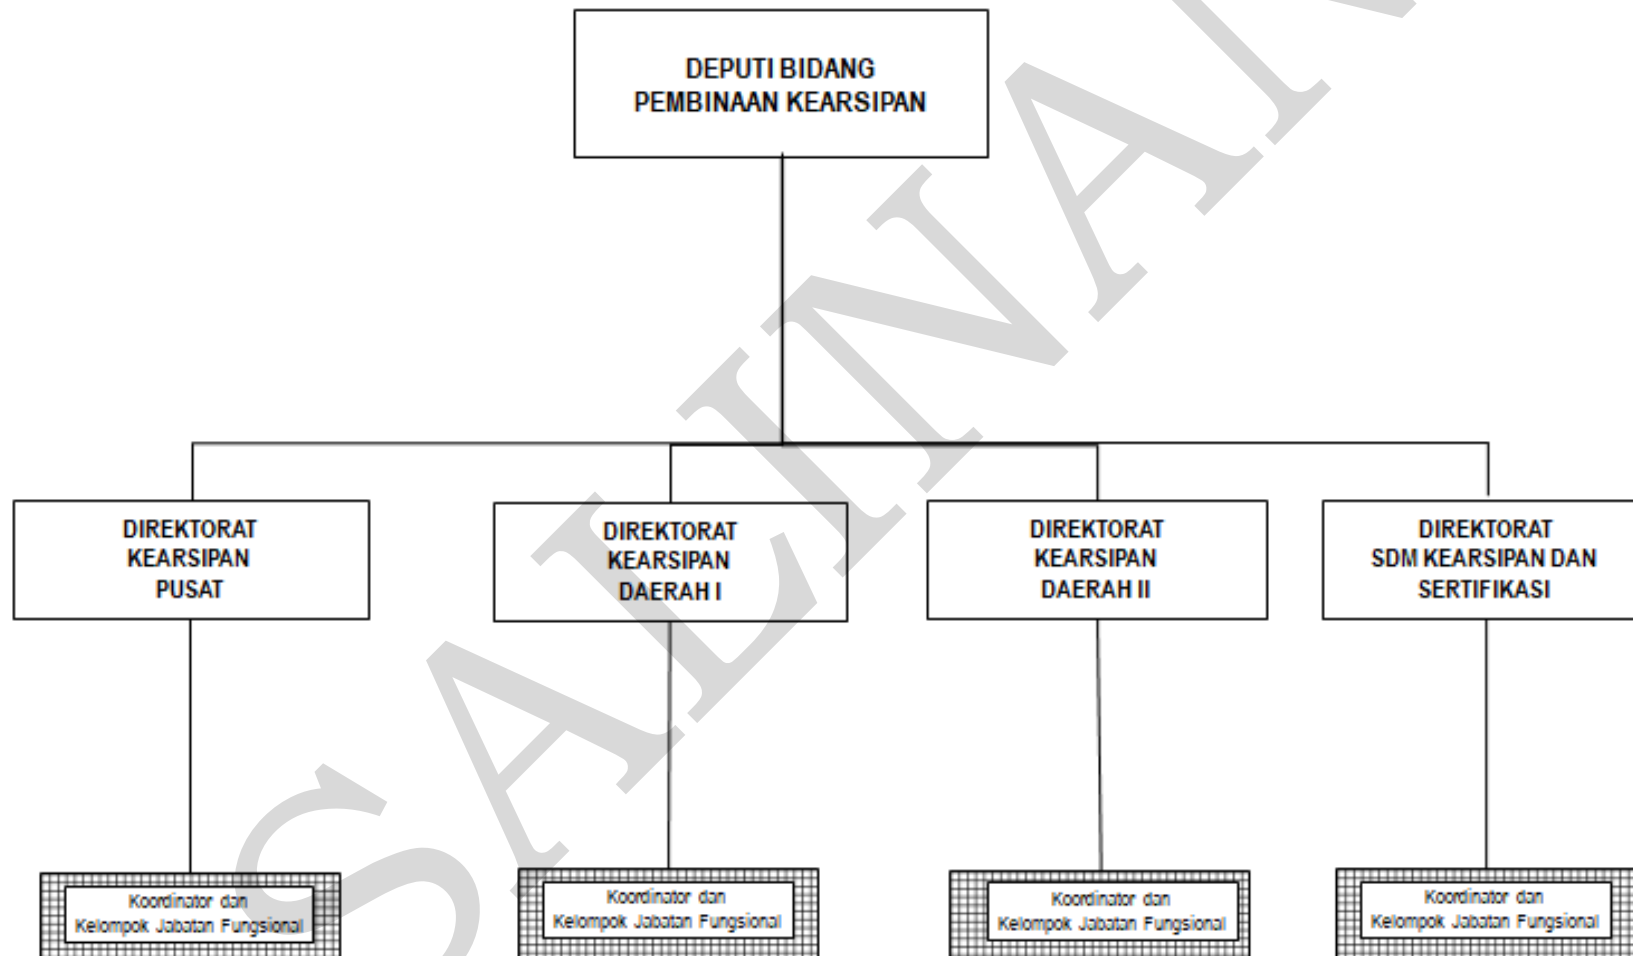 DEPUTI BIDANG
PEMBINAAN KEARSIPAN
DIREKTORAT
KEARSIPAN
PUSAT
DIREKTORAT
KEARSIPAN
DAERAH I
DIREKTORAT
KEARSIPAN
DAERAH II
DIREKTORAT
SDM KEARSIPAN DAN
SERTIFIKASI
Koordinator dan
Kelompok Jabatan Fungsional
Koordinator dan
Kelompok Jabatan Fungsional
Koordinator dan
Kelompok Jabatan Fungsional
Koordinator dan
Kelompok Jabatan Fungsional
SALINAN